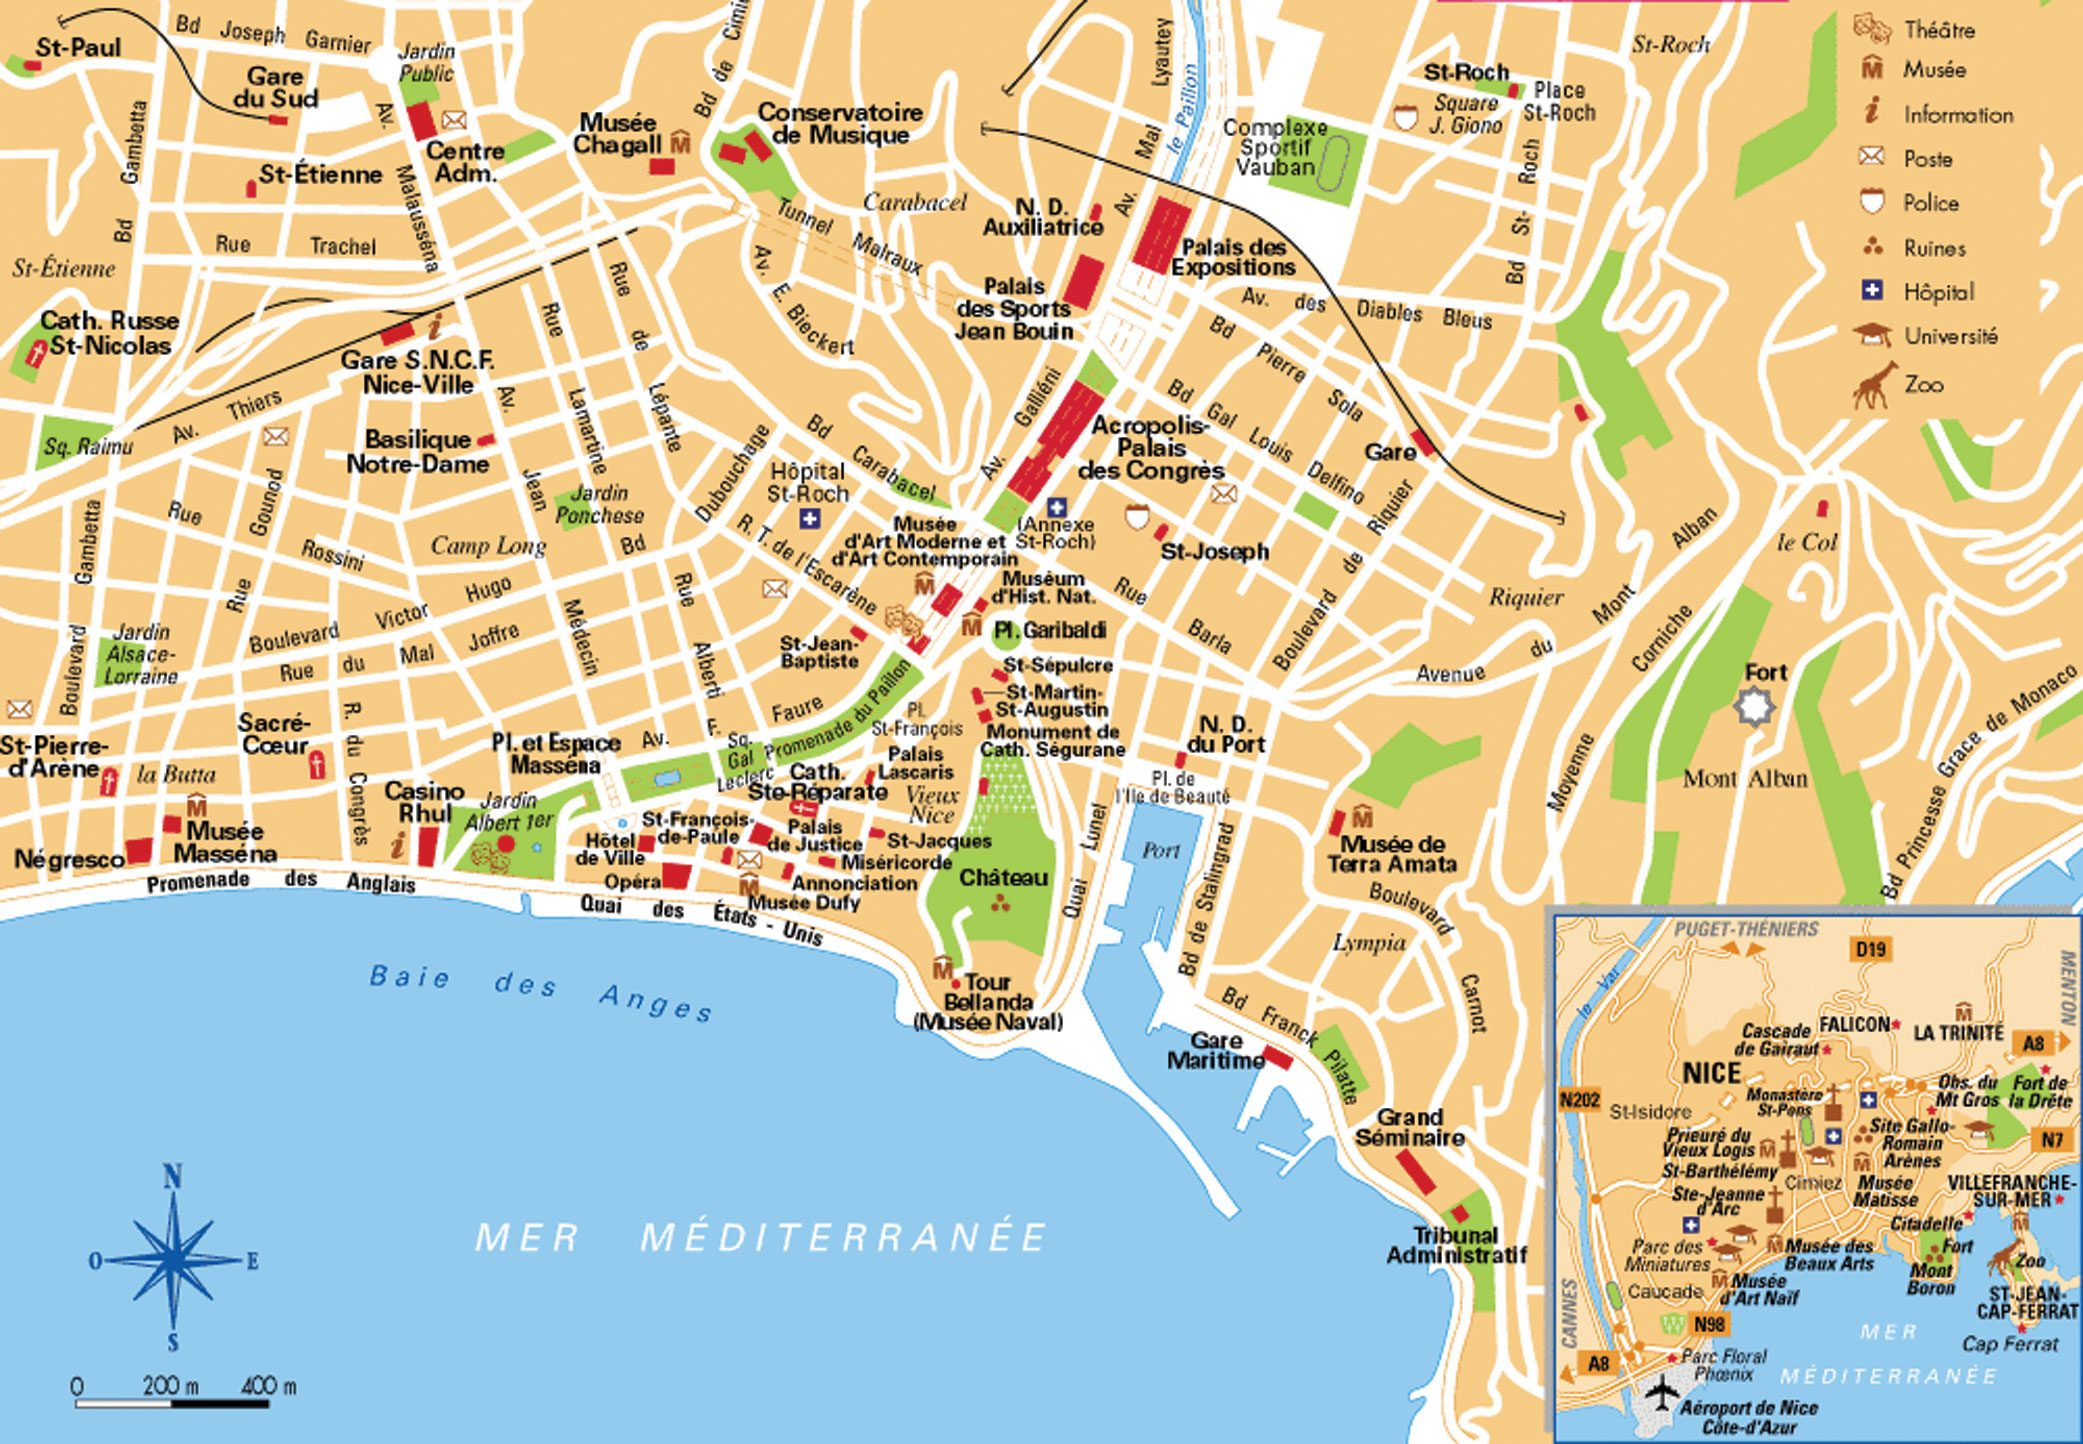 Bd Joseph Garnier
St-Paul
Gare
du Sud
Jardin
Public
Av. Malausséna
Centre
Adm.
St-Étienne
Bd Gambetta
Rue Trachel
St-Étienne
Cath. Russe
St-Nicolas
Sq. Raimu
Gare S.N.C.F.
Nice-Ville
Av. Thiers
Basilique
Notre-Dame
Musée
Chagall
Bd de Cimie
Conservatoire
de Musique
Tunnel Malraux
Carabacel
Av. E. Bieckert
N. D.
Auxiliatrice
Palais
des Sports
Jean Bouin
Av. Mal Lyautey
le Paillon
Palais des
Expositions
Complexe
Sportif
Vauban
St-Roch
Square
J. Giono
Place
St-Roch
St-Roch
Bd St-Roch
Av. des Diables Bleus
Bd Pierre Sola
Bd Gal Louis Delfino
Gare
Av. Galliéni
Acropolis-
Palais
des Congrès
Bd Carabacel
Hôpital
St-Roch
Dubouchage
Rue de Lépante
Rue Lamartine
Av. Jean Médecin
Jardin
Ponchese
Bd
Camp Long
Rue Rossini
Rue Gounod
Boulevard Gambetta
Boulevard Victor Hugo
Rue du Mal Joffre
Jardin
Alsace-
Lorraine
R. T. de l'Escarène
Musée
d'Art Moderne et
d'Art Contemporain
(Annexe
St-Roch)
St-Joseph
Muséum
d'Hist. Nat.
Pl. Garibaldi
Rue Barla
Boulevard de Riquier
Riquier
Avenue du Mont Alban
Corniche Moyenne
le Col
Fort
Mont Alban
Bd Princesse Grace de Monaco
St-Jean-
Baptiste
St-Sépulcre
St-Martin-
St-Augustin
Monument de
Cath. Ségurane
Rue Alberti
Av. F. Faure
Promenade du Paillon
Sq.
Gal
Leclerc
Pl.
St-François
Palais
Lascaris
Vieux
Nice
N. D.
du Port
Pl. de
l'Ile de Beauté
Port
Quai Lunel
Bd de Stalingrad
Musée de
Terra Amata
Boulevard Carnot
Lympia
St-Pierre-
d'Arène
la Butta
Sacré-
Cœur
R. du Congrès
Casino
Rhul
Jardin
Albert 1er
Pl. et Espace
Masséna
Cath.
Ste-Réparate
St-François-
de-Paule
Hôtel
de Ville
Palais
de Justice
St-Jacques
Miséricorde
Opéra
Annonciation
Musée Dufy
Négresco
Musée
Masséna
Promenade des Anglais
Quai des États - Unis
Château
Tour
Bellanda
(Musée Naval)
Baie des Anges
Bd Franck Pilatte
Gare
Maritime
Grand
Séminaire
Tribunal
Administratif
MER MÉDITERRANÉE
N
O
E
S
0 200 m 400 m
Théâtre
Musée
Information
Poste
Police
Ruines
Hôpital
Université
Zoo
PUGET-THÉNIERS
D19
MENTON
le Var
Cascade
de Gairaut
FALICON
LA TRINITÉ
A8
NICE
N202
St-Isidore
Monastère
St-Pons
Obs. du
Mt Gros
Fort de
la Drète
N7
Prieuré du
Vieux Logis
St-Barthélémy
Site Gallo-
Romain
Arènes
Cimiez
Musée
Matisse
VILLEFRANCHE-
SUR-MER
Ste-Jeanne
d'Arc
Citadelle
Parc des
Miniatures
Musée des
Beaux Arts
Fort
Mont
Boron
Zoo
Caucade
Musée
d'Art Naïf
ST-JEAN-
CAP-FERRAT
CANNES
N98
MER
MÉDITERRANÉE
Cap Ferrat
A8
Parc Floral
Phœnix
Aéroport de Nice
Côte-d'Azur